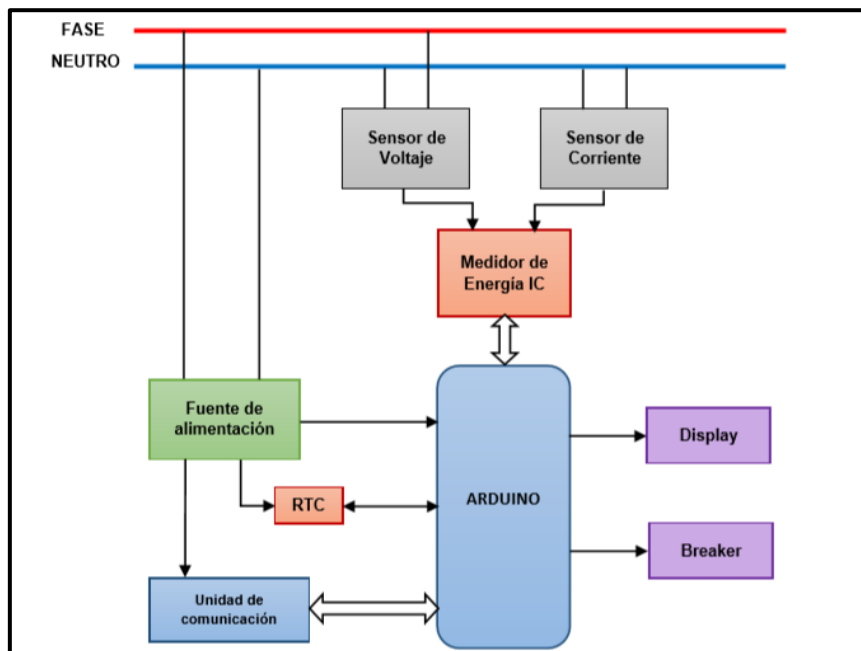 FASE
NEUTRO
Sensor de
Voltaje
Sensor de
Corriente
Medidor de
Energía IC
Fuente de
alimentación
Display
RTC
ARDUINO
Breaker
Unidad de
comunicación